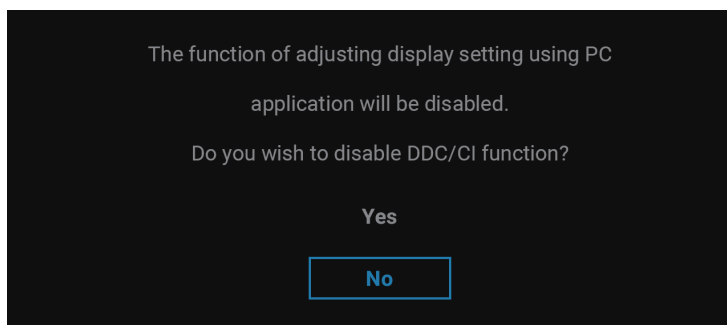 The function of adjusting display setting using PC
application will be disabled.
Do you wish to disable DDC/CI function?
Yes
No